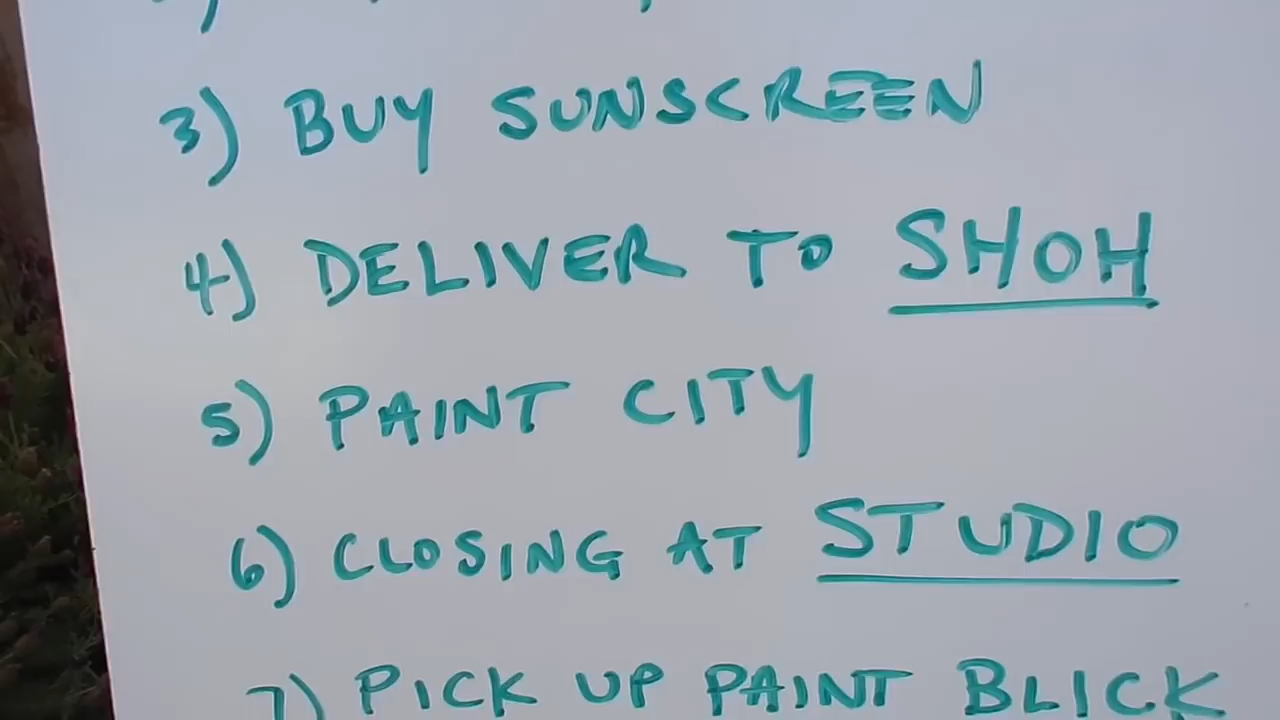 3) BUY SUNSCREEN
4) DELIVER TO SHOH
5) PAINT CITY
6) CLOSING AT STUDIO
7) PICK UP PAINT BLICK